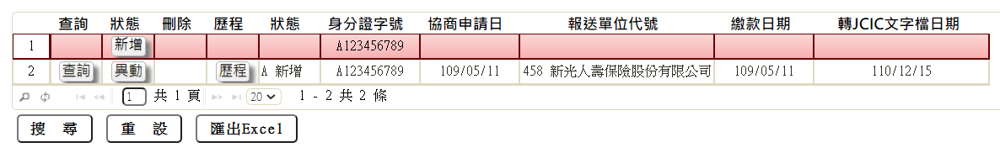 查詢 狀態 刪除 歷程 狀態 身分證字號 協商申請日 報送單位代號 繳款日期 轉JCIC文字檔日期
1 新增 A123456789
2 查詢 異動 歷程 A 新增 A123456789 109/05/11 458 新光人壽保險股份有限公司 109/05/11 110/12/15
1 共 1 頁 20 1 - 2 共 2 條
搜 尋 重 設 匯出Excel